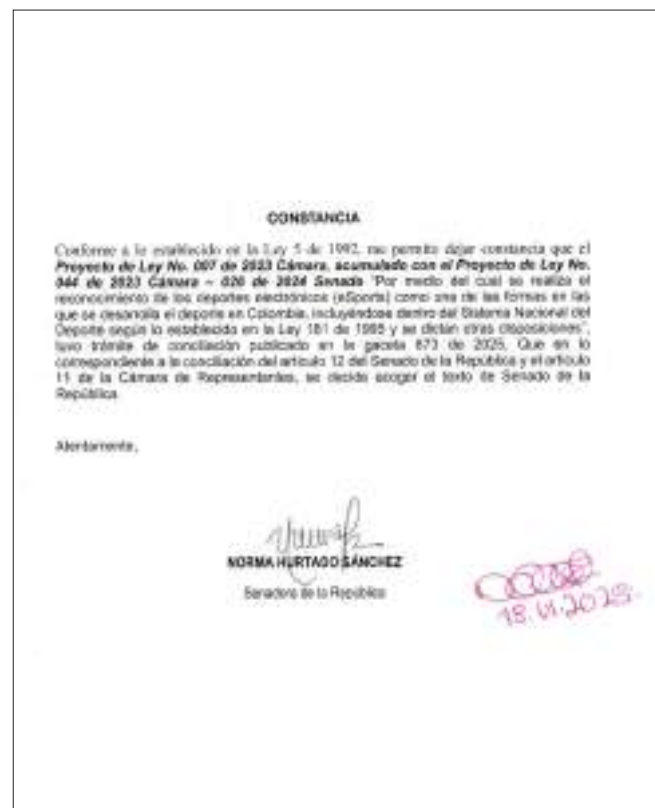 CONSTANCIA
Conforme a lo establecido en la Ley 5 de 1992, me permito dejar constancia que el
Proyecto de Ley No. 007 de 2023 Cámara, acumulado con el Proyecto de Ley No.
044 de 2023 Cámara – 026 de 2024 Senado "Por medio del cual se realiza el
reconocimiento de los deportes electrónicos (eSports) como una de las formas en las
que se desarrolla el deporte en Colombia, incluyéndose dentro del Sistema Nacional del
Deporte según lo establecido en la Ley 181 de 1995 y se dictan otras disposiciones",
tuvo trámite de conciliación publicado en la gaceta 873 de 2025. Que en lo
correspondiente a la conciliación del artículo 12 del Senado de la República y el artículo
11 de la Cámara de Representantes, se decide acoger el texto de Senado de la
República.
Atentamente,
NORMA HURTADO SÁNCHEZ
Senadora de la República
18.VI.2025.